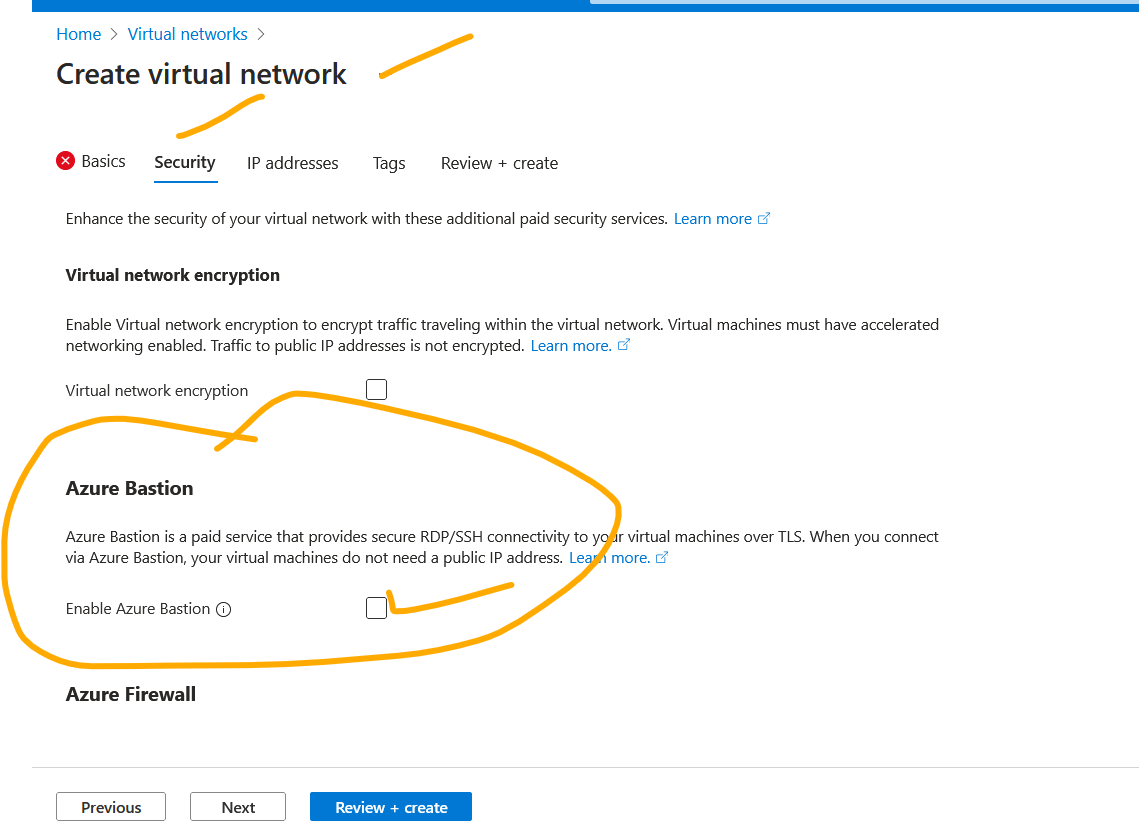 Home > Virtual networks >
Create virtual network
Basics Security IP addresses Tags Review + create
Enhance the security of your virtual network with these additional paid security services. Learn more
Virtual network encryption
Enable Virtual network encryption to encrypt traffic traveling within the virtual network. Virtual machines must have accelerated
networking enabled. Traffic to public IP addresses is not encrypted. Learn more.
Virtual network encryption
Azure Bastion
Azure Bastion is a paid service that provides secure RDP/SSH connectivity to your virtual machines over TLS. When you connect
via Azure Bastion, your virtual machines do not need a public IP address. Learn more.
Enable Azure Bastion
Azure Firewall
Previous Next Review + create